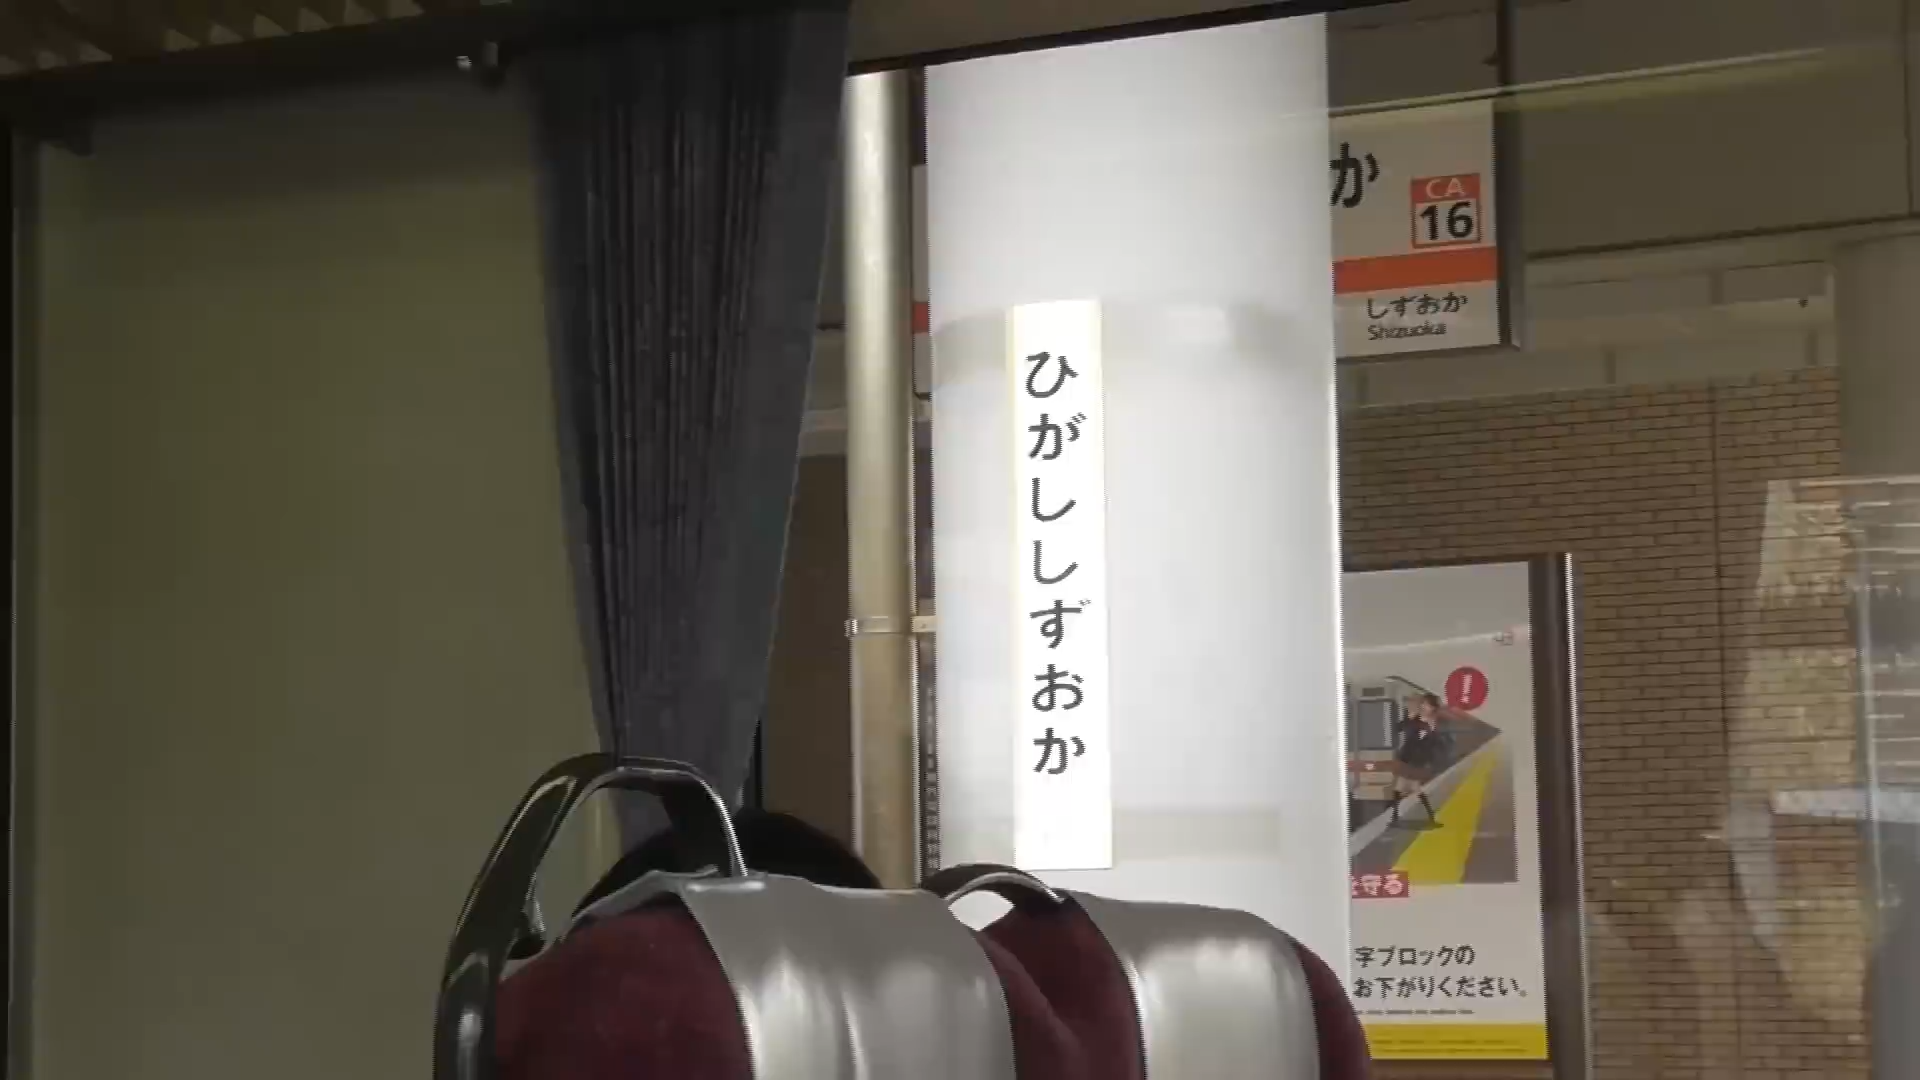 ひがししずおか
か
CA
16
しずおか
Shizuoka
!
を守る
字ブロックの
お下がりください。